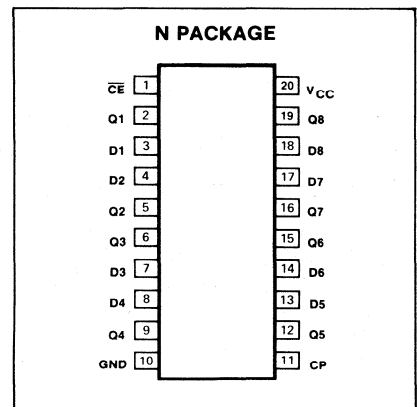 N PACKAGE
CE 1 20 VCC
Q1 2 19 Q8
D1 3 18 D8
D2 4 17 D7
Q2 5 16 Q7
Q3 6 15 Q6
D3 7 14 D6
D4 8 13 D5
Q4 9 12 Q5
GND 10 11 CP